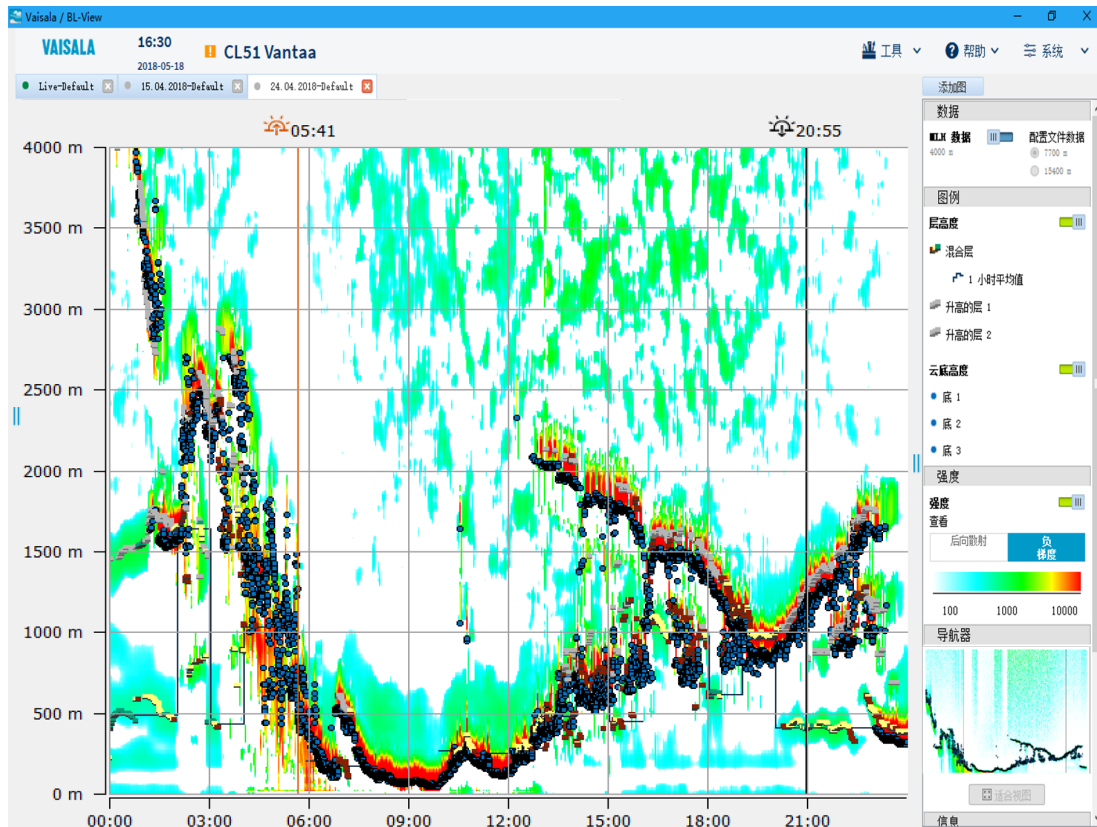 Vaisala / BL-View
VAISALA
16:30
2018-05-18
CL51 Vantaa
工具
帮助
系统
Live-Default
15.04.2018-Default
24.04.2018-Default
添加图
05:41
20:55
4000 m
3500 m
3000 m
2500 m
2000 m
1500 m
1000 m
500 m
0 m
00:00
03:00
06:00
09:00
12:00
15:00
18:00
21:00
数据
MLH 数据
4000 m
配置文件数据
7700 m
15400 m
图例
层高度
混合层
1 小时平均值
升高的层 1
升高的层 2
云底高度
底 1
底 2
底 3
强度
强度
查看
后向散射
负
梯度
100
1000
10000
导航器
适合视图
信息